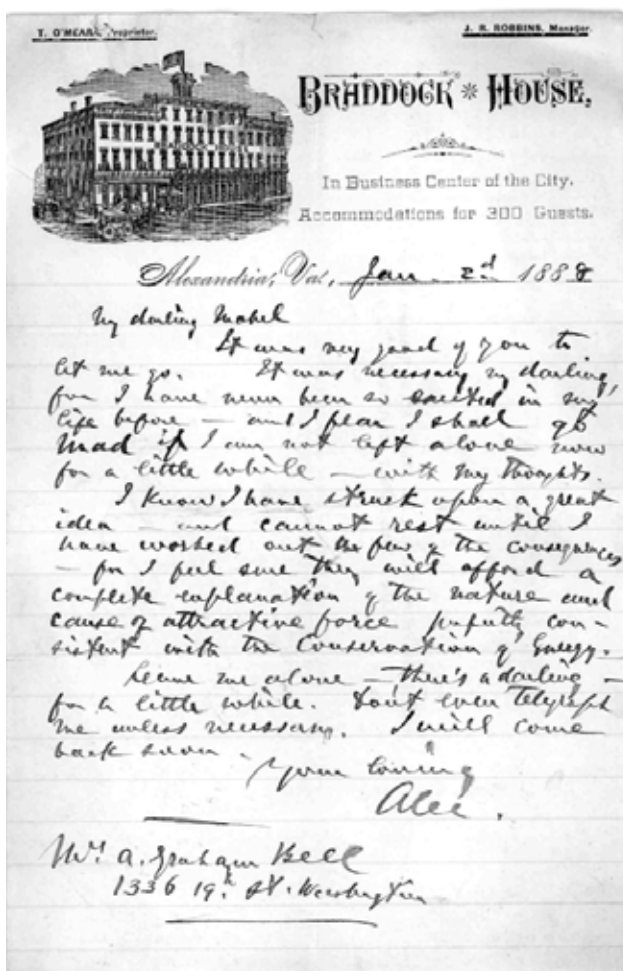 T. O'MEARA, Proprietor.
J. R. ROBBINS, Manager.
BRADDOCK HOUSE,
In Business Center of the City.
Accommodations for 300 Guests.
Alexandria, Va., Jan. 2nd 1888
My darling Mabel
It was very good of you to
let me go. It was necessary my darling,
for I have never been so excited in my
life before — and I fear I shall go
mad if I am not left alone now
for a little while — with my thoughts.
I know I have struck upon a great
idea — and cannot rest until I
have worked out the few of the consequences
— for I feel sure they will afford a
complete explanation of the nature and
cause of attractive force perfectly con-
sistent with the Conservation of Energy.
Leave me alone — there's a darling —
for a little while. Don't even Telegraph
me unless necessary. I will come
back soon.
Your loving
Alec.
Mrs. A. Graham Bell
1336 19th St. Washington